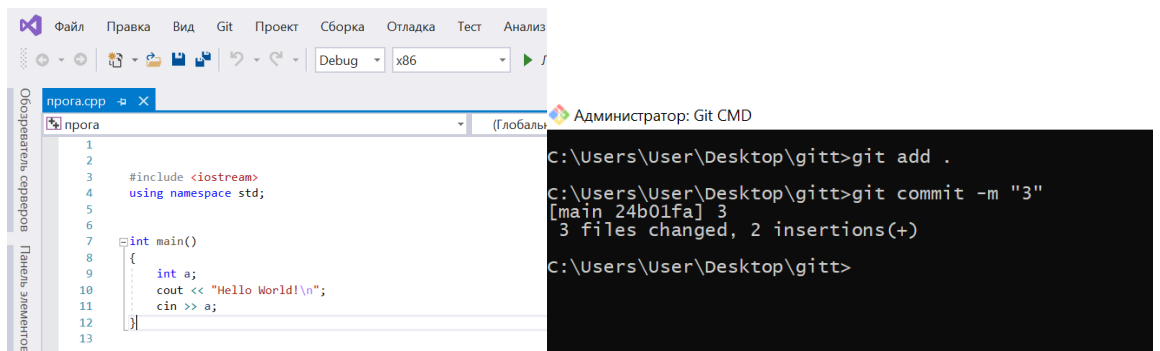 Файл Правка Вид Git Проект Сборка Отладка Тест Анализ
Debug x86
Обозреватель серверов
Панель элементов
прога.cpp
прога
1
2
3 #include <iostream>
4 using namespace std;
5
6
7 int main()
8 {
9 int a;
10 cout << "Hello World!\n";
11 cin >> a;
12 }
13
Администратор: Git CMD
C:\Users\User\Desktop\gitt>git add .
C:\Users\User\Desktop\gitt>git commit -m "3"
[main 24b01fa] 3
3 files changed, 2 insertions(+)
C:\Users\User\Desktop\gitt>